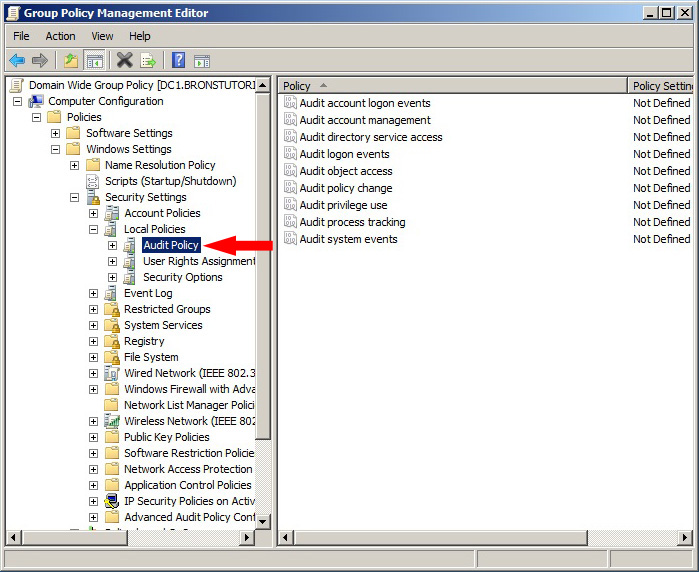 Group Policy Management Editor
File Action View Help
Domain Wide Group Policy [DC1.BRONSTUTORI
Computer Configuration
Policies
Software Settings
Windows Settings
Name Resolution Policy
Scripts (Startup/Shutdown)
Security Settings
Account Policies
Local Policies
Audit Policy
User Rights Assignment
Security Options
Event Log
Restricted Groups
System Services
Registry
File System
Wired Network (IEEE 802.3
Windows Firewall with Adva
Network List Manager Polici
Wireless Network (IEEE 802
Public Key Policies
Software Restriction Policie
Network Access Protection
Application Control Policies
IP Security Policies on Activ
Advanced Audit Policy Conf
Policy Policy Setting
Audit account logon events Not Defined
Audit account management Not Defined
Audit directory service access Not Defined
Audit logon events Not Defined
Audit object access Not Defined
Audit policy change Not Defined
Audit privilege use Not Defined
Audit process tracking Not Defined
Audit system events Not Defined